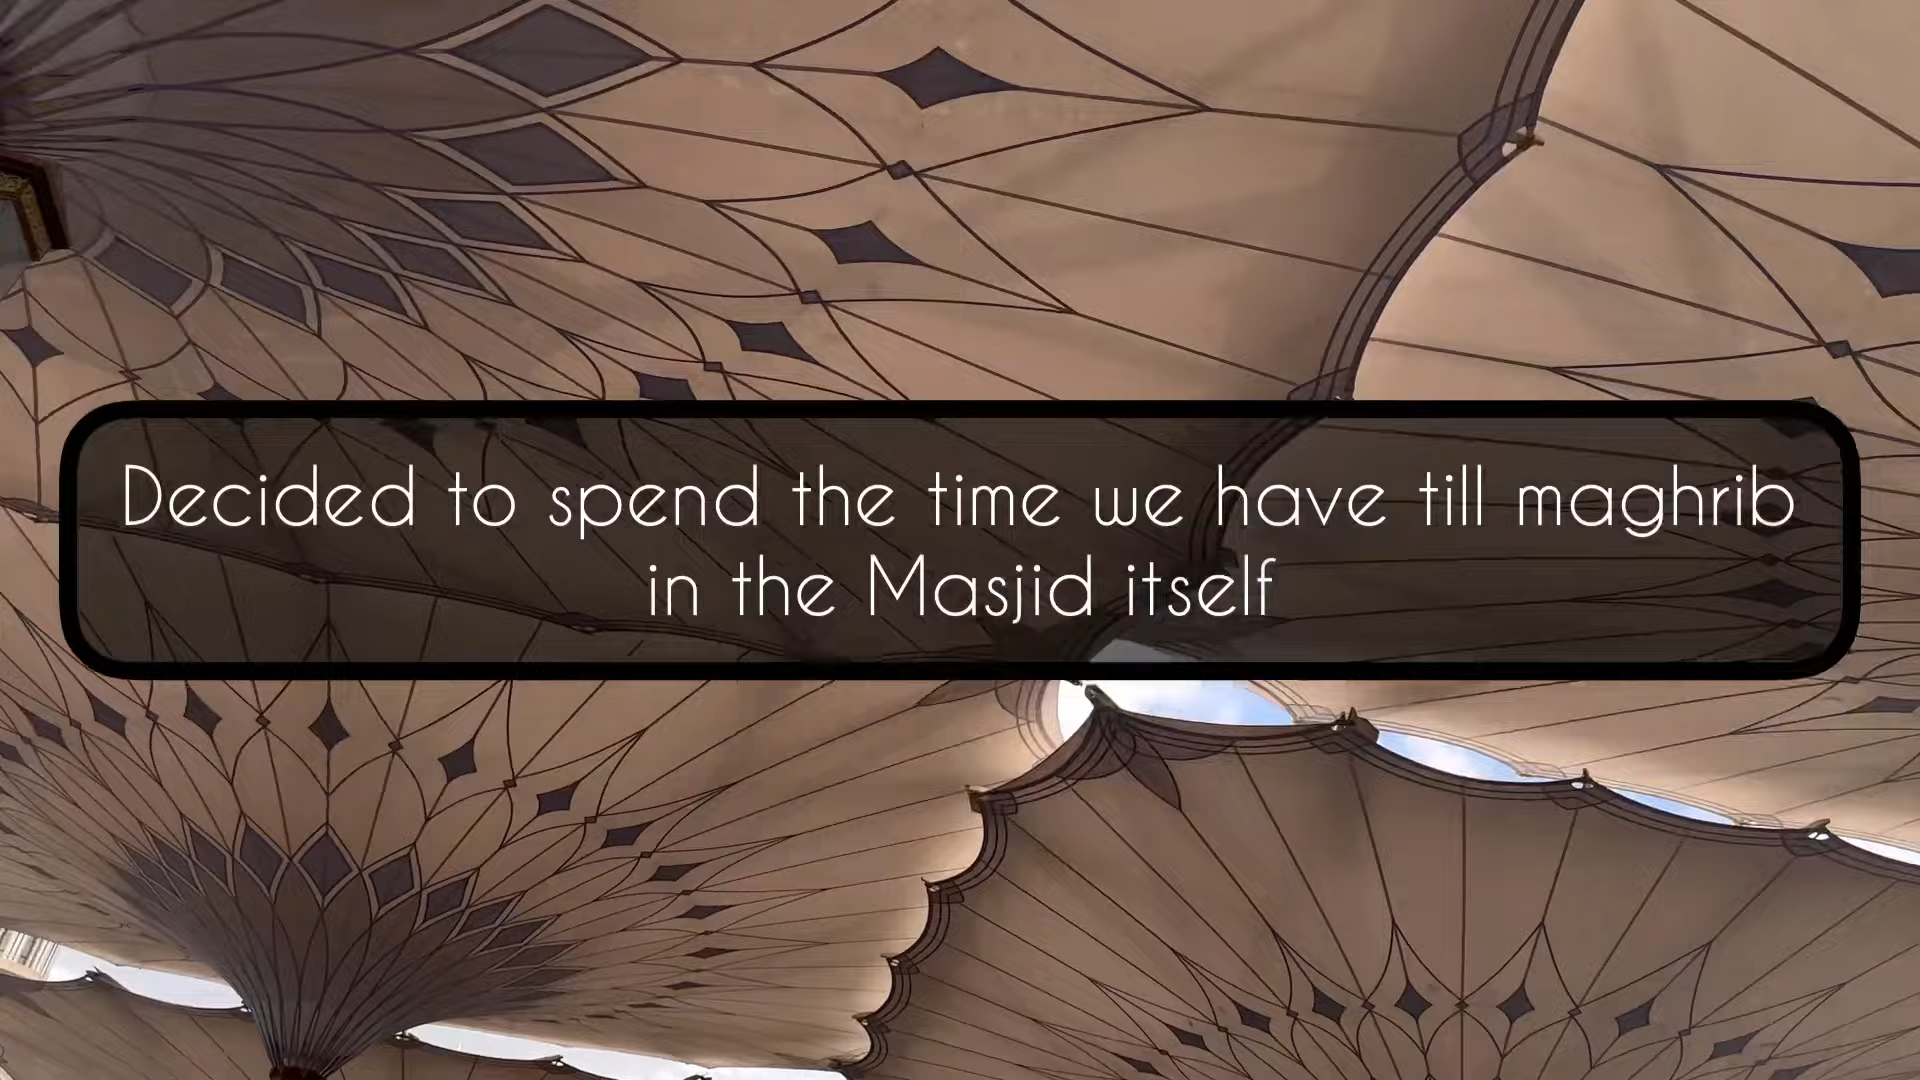 Decided to spend the time we have till maghrib
in the Masjid itself